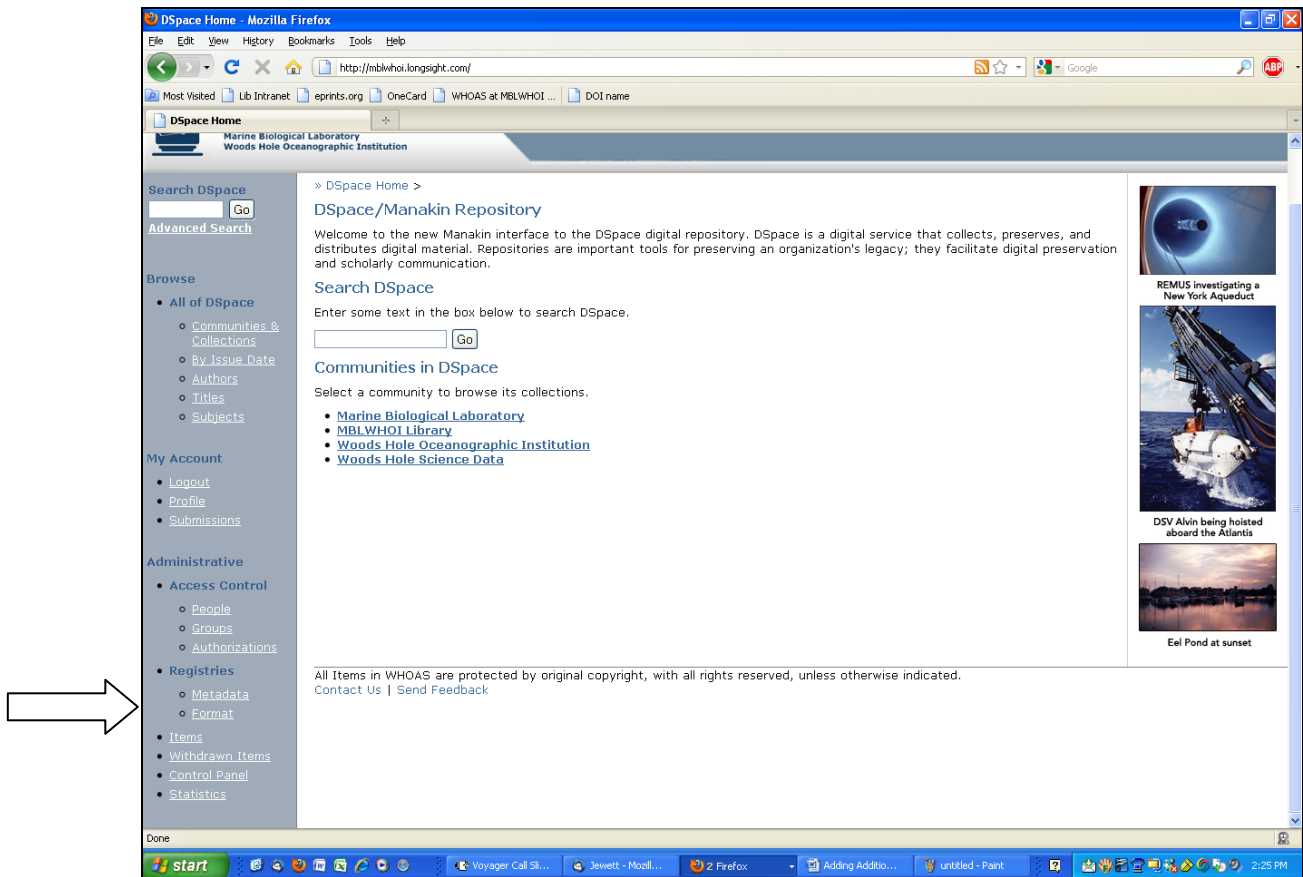 DSpace Home - Mozilla Firefox
File Edit View History Bookmarks Tools Help
http://mblwhoi.longsight.com/
Google
ABP
Most Visited Lib Intranet eprints.org OneCard WHOAS at MBLWHOI ... DOI name
DSpace Home
Marine Biological Laboratory
Woods Hole Oceanographic Institution
Search DSpace
Go
Advanced Search
Browse
All of DSpace
Communities &
Collections
By Issue Date
Authors
Titles
Subjects
My Account
Logout
Profile
Submissions
Administrative
Access Control
People
Groups
Authorizations
Registries
Metadata
Format
Items
Withdrawn Items
Control Panel
Statistics
» DSpace Home >
DSpace/Manakin Repository
Welcome to the new Manakin interface to the DSpace digital repository. DSpace is a digital service that collects, preserves, and
distributes digital material. Repositories are important tools for preserving an organization's legacy; they facilitate digital preservation
and scholarly communication.
Search DSpace
Enter some text in the box below to search DSpace.
Go
Communities in DSpace
Select a community to browse its collections.
Marine Biological Laboratory
MBLWHOI Library
Woods Hole Oceanographic Institution
Woods Hole Science Data
All Items in WHOAS are protected by original copyright, with all rights reserved, unless otherwise indicated.
Contact Us | Send Feedback
REMUS investigating a
New York Aqueduct
DSV Alvin being hoisted
aboard the Atlantis
Eel Pond at sunset
Done
start
Voyager Call Sli...
Jewett - Mozill...
2 Firefox
Adding Additio...
untitled - Paint
2:25 PM